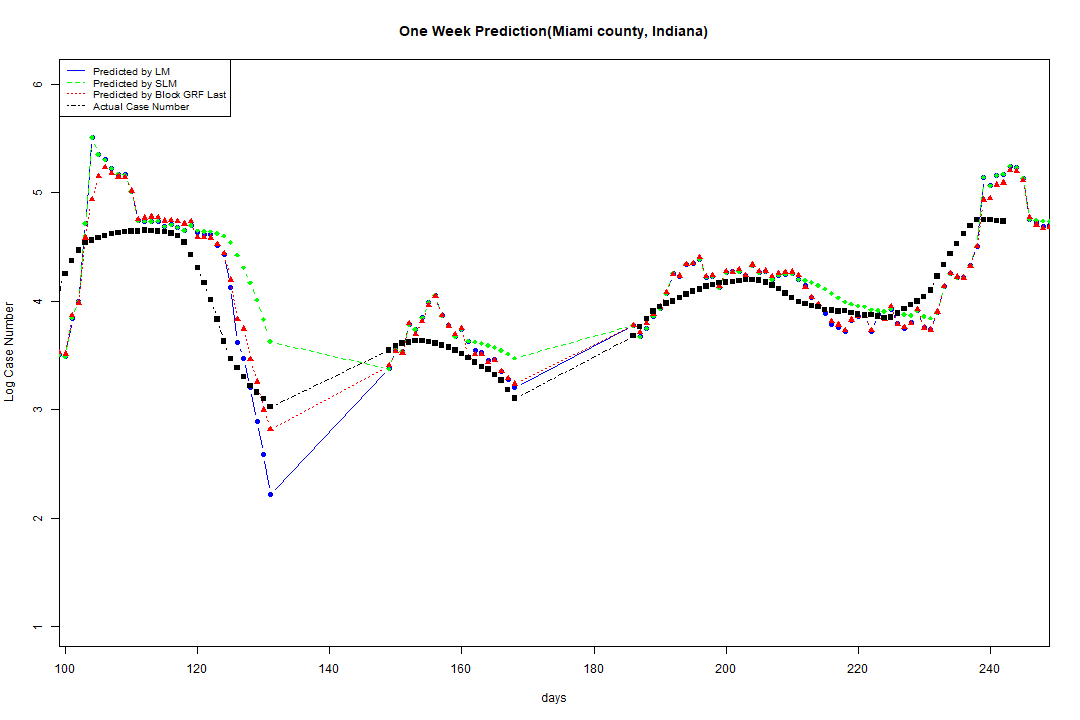 One Week Prediction(Miami county, Indiana)
Predicted by LM
Predicted by SLM
Predicted by Block GRF Last
Actual Case Number
Log Case Number
6
5
4
3
2
1
100 120 140 160 180 200 220 240
days